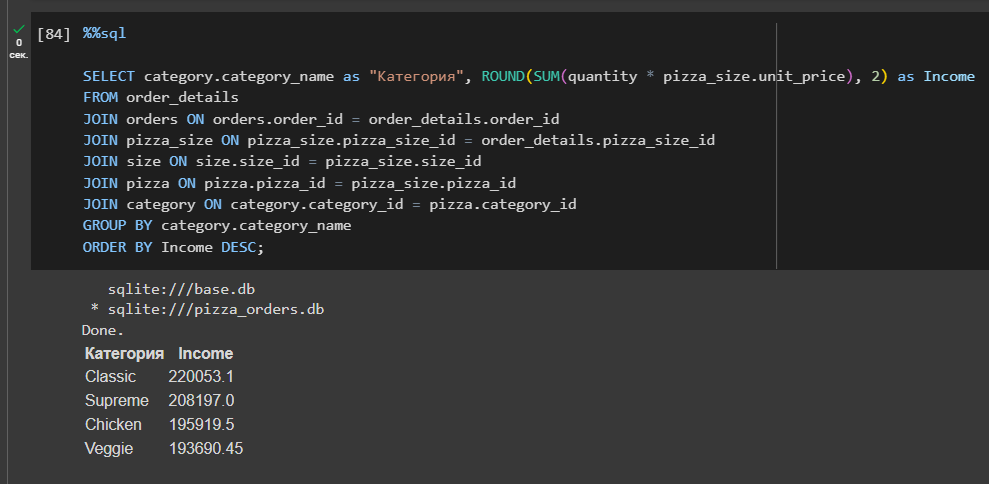 [84] %%sql
0
сек.
SELECT category.category_name as "Категория", ROUND(SUM(quantity * pizza_size.unit_price), 2) as Income
FROM order_details
JOIN orders ON orders.order_id = order_details.order_id
JOIN pizza_size ON pizza_size.pizza_size_id = order_details.pizza_size_id
JOIN size ON size.size_id = pizza_size.size_id
JOIN pizza ON pizza.pizza_id = pizza_size.pizza_id
JOIN category ON category.category_id = pizza.category_id
GROUP BY category.category_name
ORDER BY Income DESC;
sqlite:///base.db
* sqlite:///pizza_orders.db
Done.
Категория Income
Classic 220053.1
Supreme 208197.0
Chicken 195919.5
Veggie 193690.45